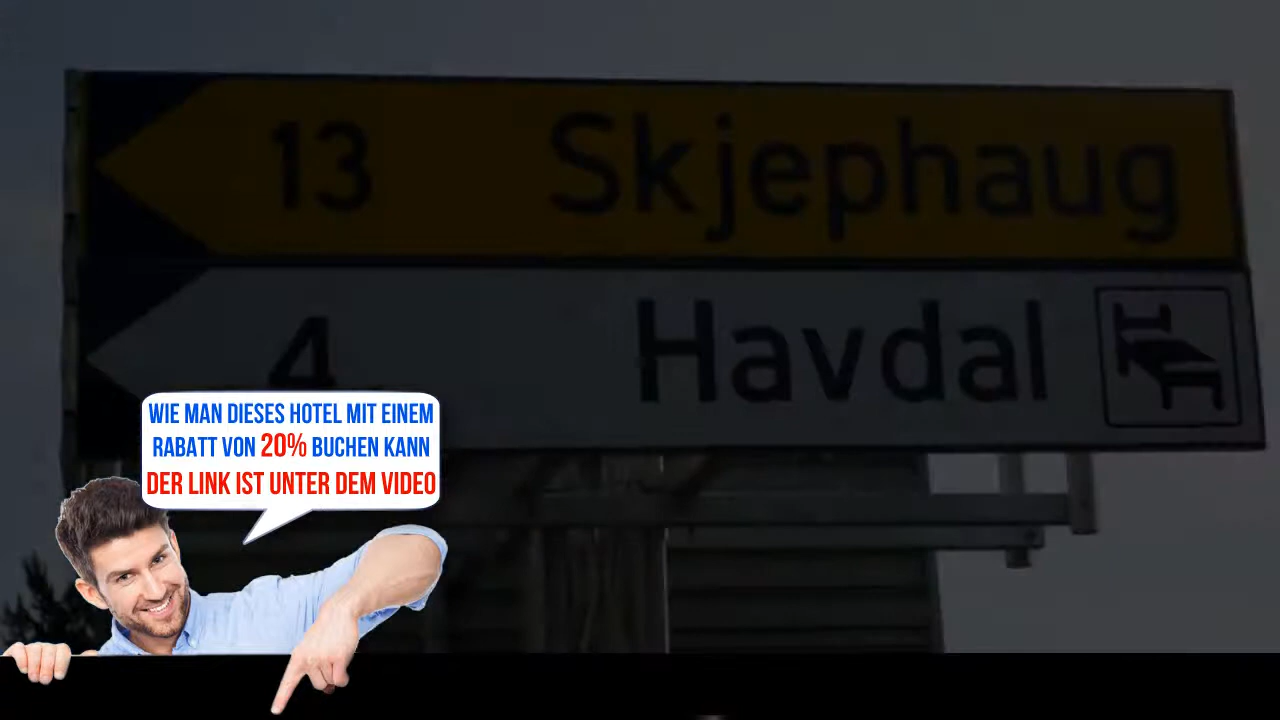 13 Skjephaug
4 Havdal
WIE MAN DIESES HOTEL MIT EINEM
RABATT VON 20% BUCHEN KANN
DER LINK IST UNTER DEM VIDEO